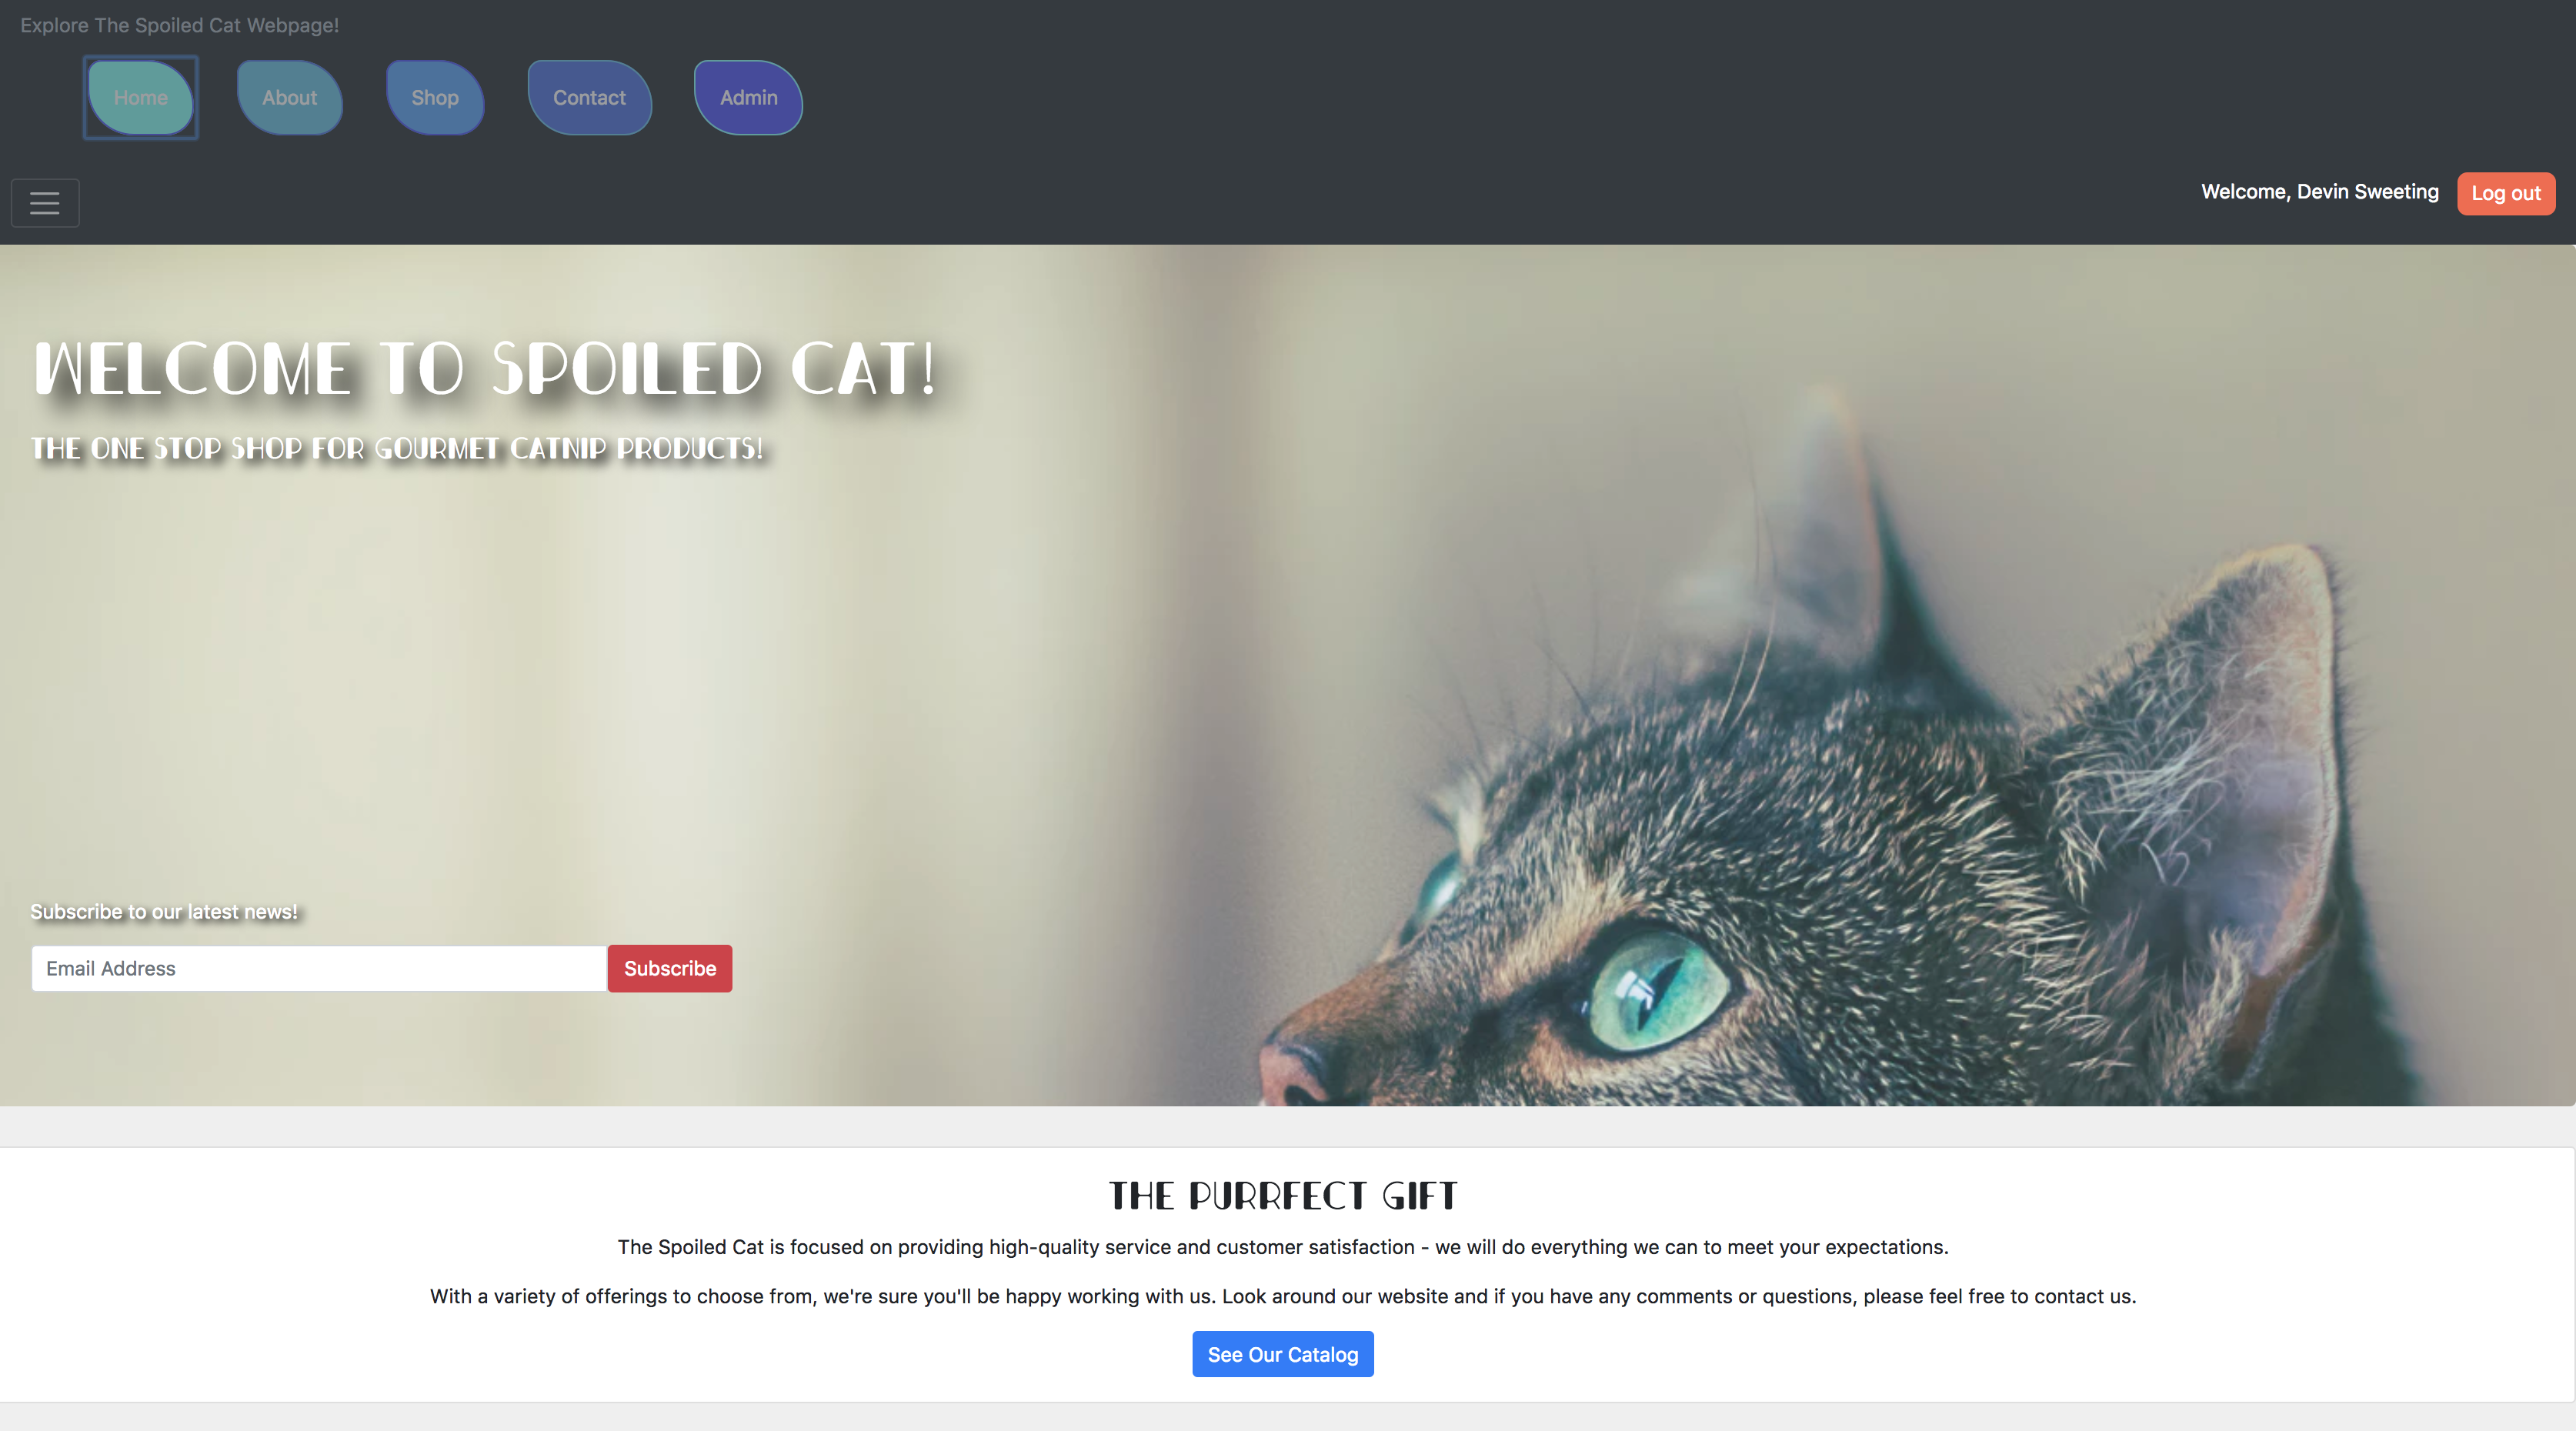 Explore The Spoiled Cat Webpage!
Home About Shop Contact Admin
Welcome, Devin Sweeting Log out
WELCOME TO SPOILED CAT!
THE ONE STOP SHOP FOR GOURMET CATNIP PRODUCTS!
Subscribe to our latest news!
Email Address Subscribe
THE PURRFECT GIFT
The Spoiled Cat is focused on providing high-quality service and customer satisfaction - we will do everything we can to meet your expectations.
With a variety of offerings to choose from, we're sure you'll be happy working with us. Look around our website and if you have any comments or questions, please feel free to contact us.
See Our Catalog